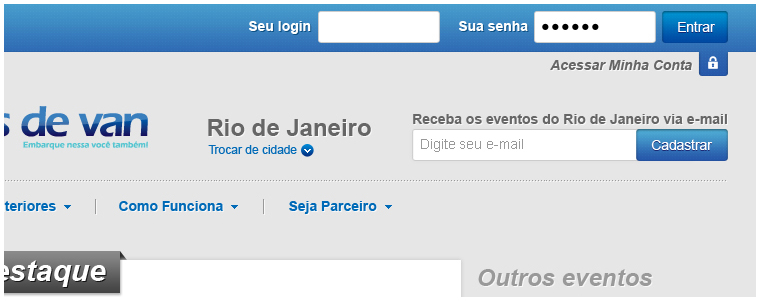 Seu login Sua senha •••••• Entrar
Acessar Minha Conta
de van
Embarque nessa você também!
Rio de Janeiro
Trocar de cidade
Receba os eventos do Rio de Janeiro via e-mail
Digite seu e-mail Cadastrar
teriores Como Funciona Seja Parceiro
estaque
Outros eventos